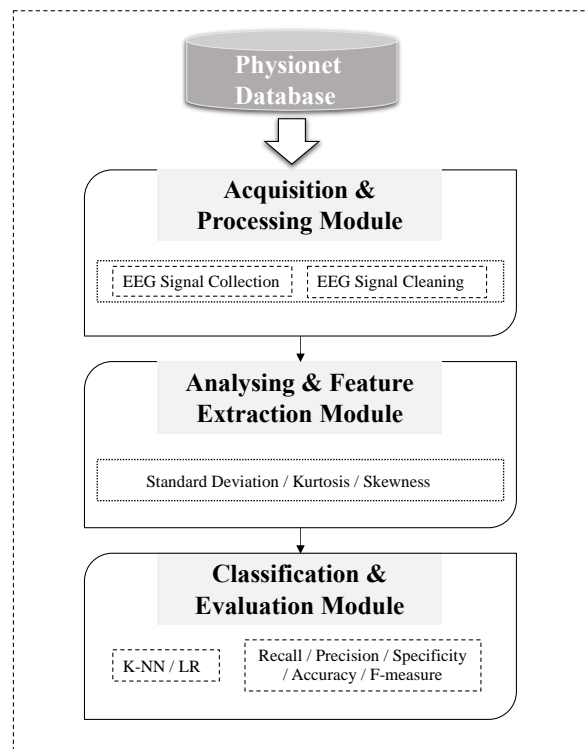 Physionet
Database
Acquisition &
Processing Module
EEG Signal Collection
EEG Signal Cleaning
Analysing & Feature
Extraction Module
Standard Deviation / Kurtosis / Skewness
Classification &
Evaluation Module
K-NN / LR
Recall / Precision / Specificity
/ Accuracy / F-measure